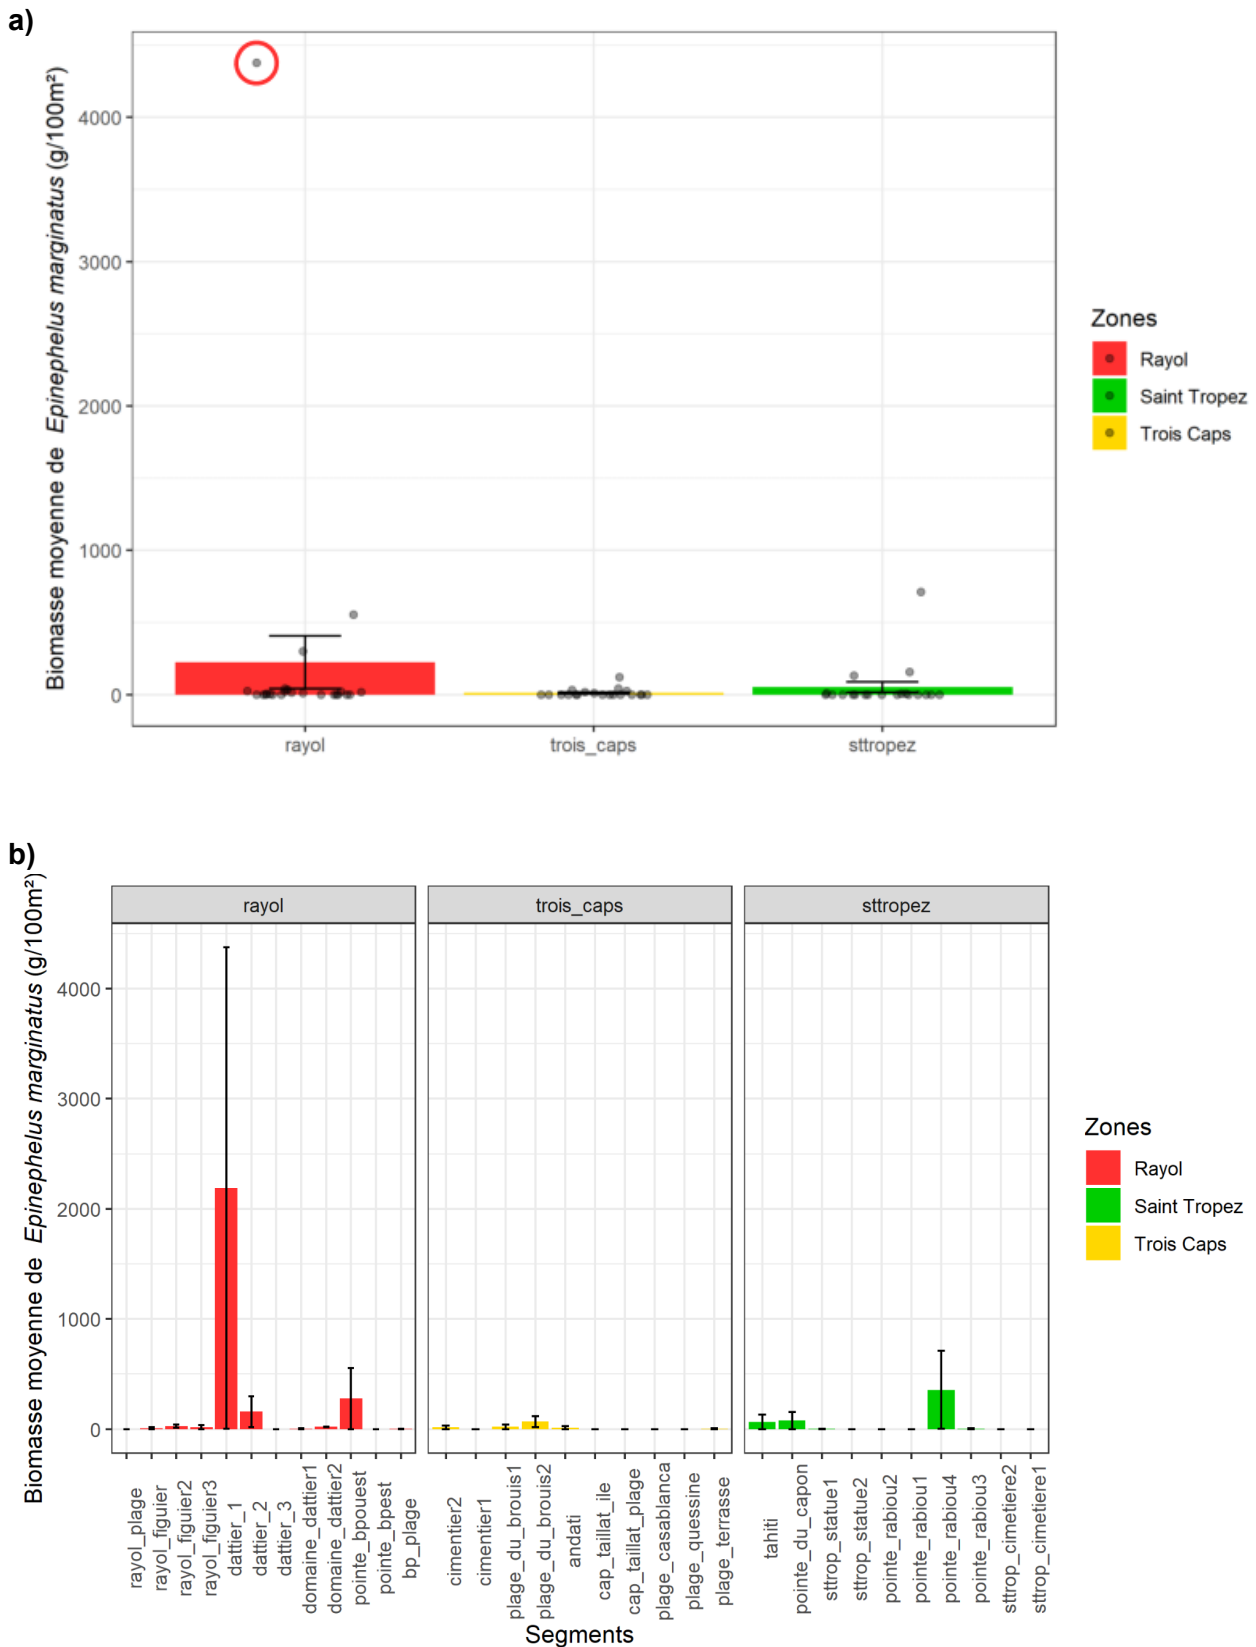 a)
Biomasse moyenne de Epinephelus marginatus (g/100m²)
4000
3000
2000
1000
0
rayol
trois_caps
sttropez
Zones
Rayol
Saint Tropez
Trois Caps
b)
Biomasse moyenne de Epinephelus marginatus (g/100m²)
rayol
trois_caps
sttropez
4000
3000
2000
1000
0
rayol_plage
rayol_figuier
rayol_figuier2
rayol_figuier3
dattier_1
dattier_2
dattier_3
domaine_dattier1
domaine_dattier2
pointe_bpouest
pointe_bpest
bp_plage
cimentier2
cimentier1
plage_du_brouis1
plage_du_brouis2
andati
cap_taillat_ile
cap_taillat_plage
plage_casablanca
plage_quessine
plage_terrasse
tahiti
pointe_du_capon
sttrop_statue1
sttrop_statue2
pointe_rabiou2
pointe_rabiou1
pointe_rabiou4
pointe_rabiou3
sttrop_cimetiere2
sttrop_cimetiere1
Segments
Zones
Rayol
Saint Tropez
Trois Caps